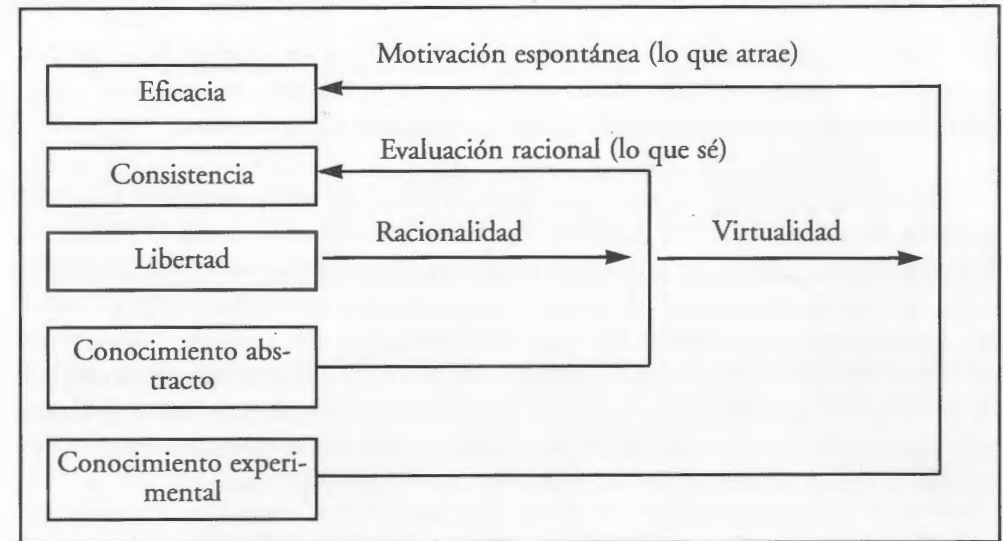 Motivación espontánea (lo que atrae)
Eficacia
Evaluación racional (lo que sé)
Consistencia
Racionalidad
Virtualidad
Libertad
Conocimiento abs-
tracto
Conocimiento experi-
mental